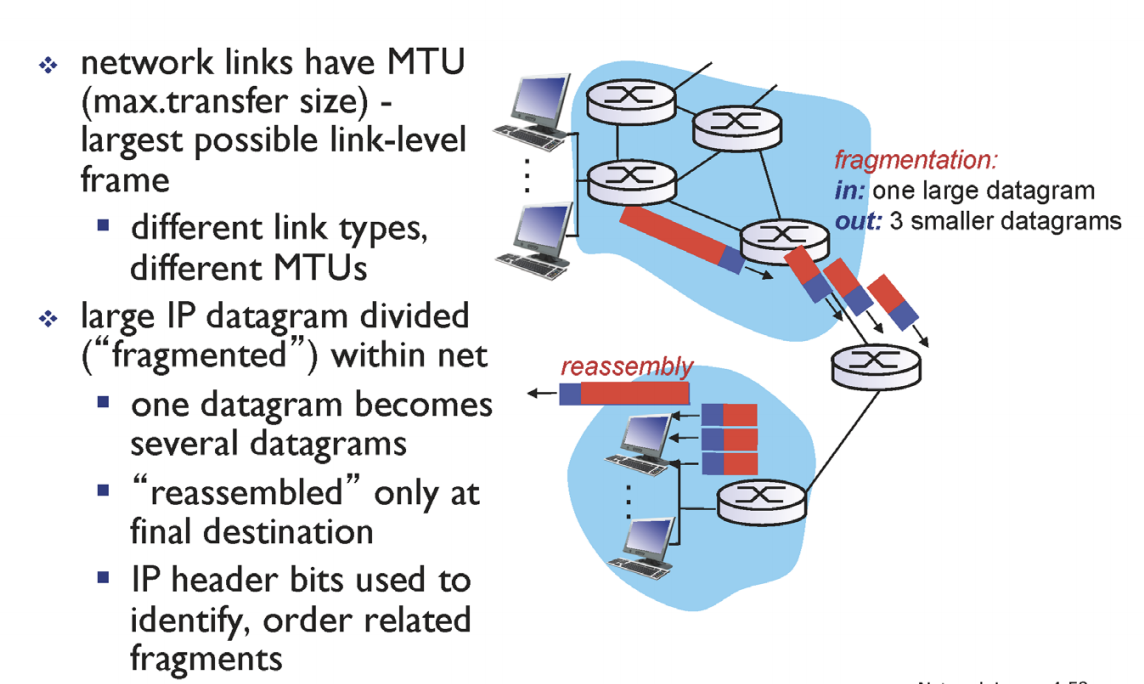 ❖ network links have MTU
(max.transfer size) -
largest possible link-level
frame
▪ different link types,
different MTUs
❖ large IP datagram divided
(“fragmented”) within net
▪ one datagram becomes
several datagrams
▪ “reassembled” only at
final destination
▪ IP header bits used to
identify, order related
fragments
fragmentation:
in: one large datagram
out: 3 smaller datagrams
…
reassembly
…